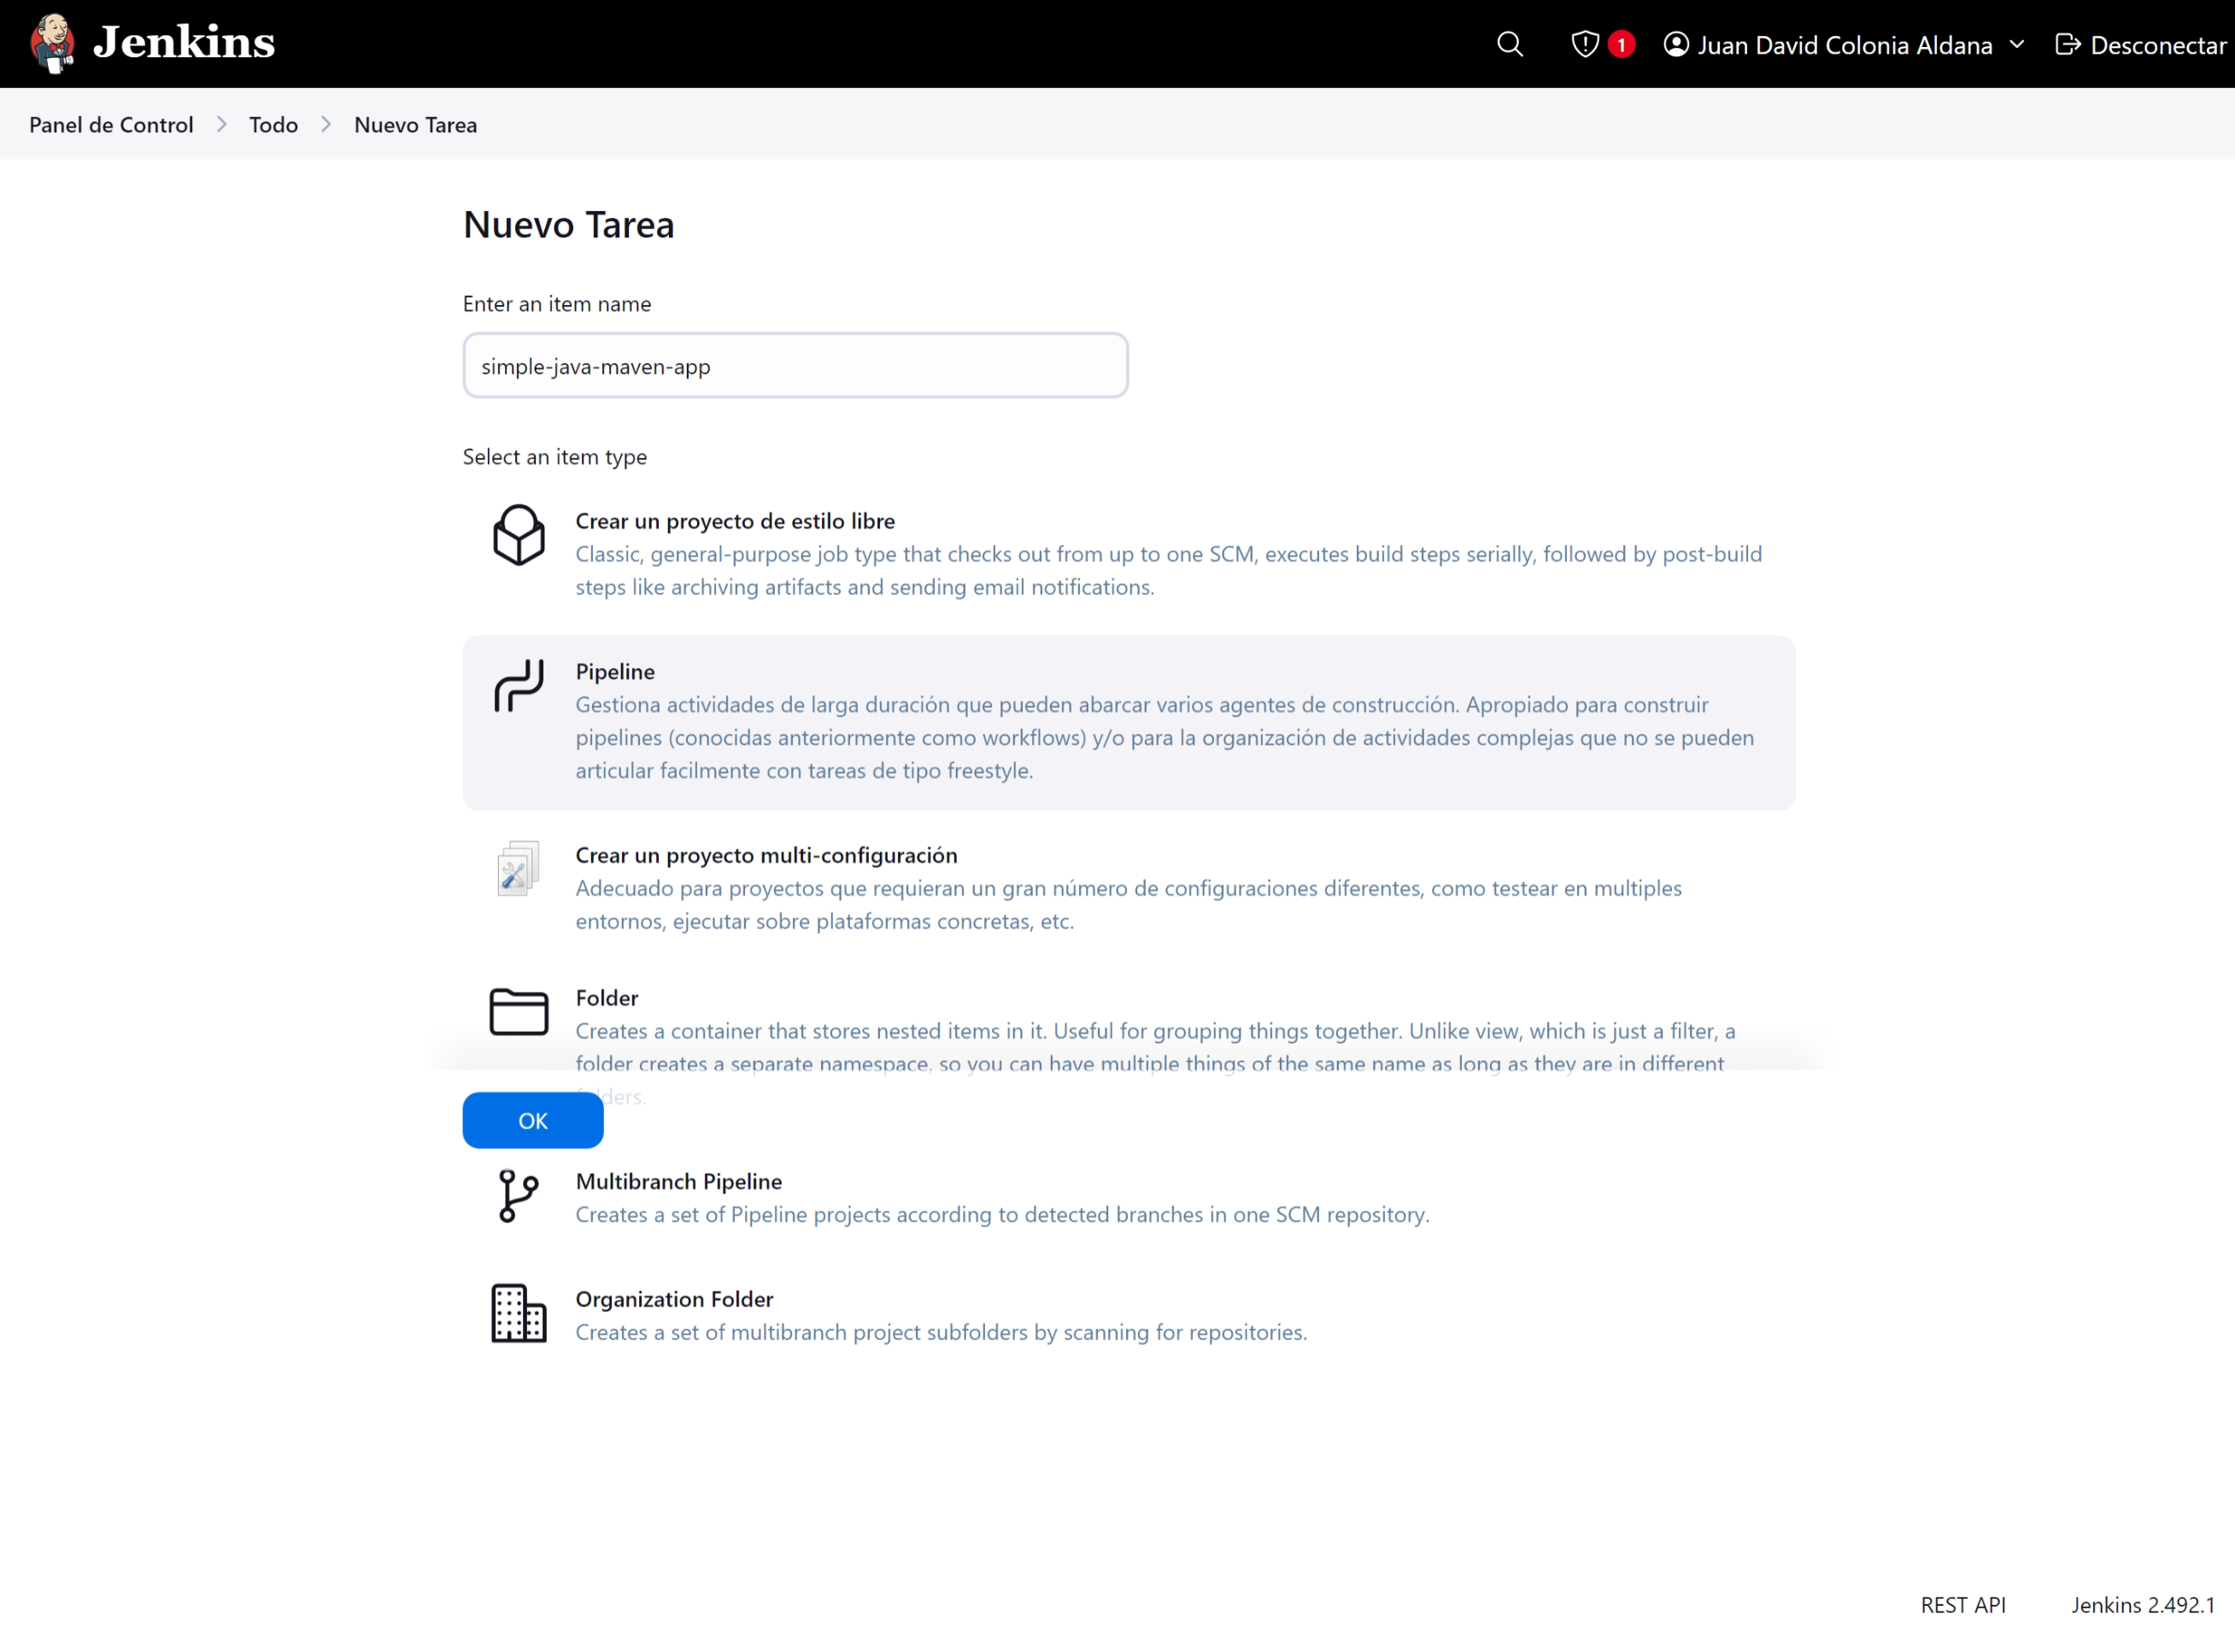 Jenkins
1
Juan David Colonia Aldana
Desconectar
Panel de Control
Todo
Nuevo Tarea
Nuevo Tarea
Enter an item name
simple-java-maven-app
Select an item type
Crear un proyecto de estilo libre
Classic, general-purpose job type that checks out from up to one SCM, executes build steps serially, followed by post-build
steps like archiving artifacts and sending email notifications.
Pipeline
Gestiona actividades de larga duración que pueden abarcar varios agentes de construcción. Apropiado para construir
pipelines (conocidas anteriormente como workflows) y/o para la organización de actividades complejas que no se pueden
articular facilmente con tareas de tipo freestyle.
Crear un proyecto multi-configuración
Adecuado para proyectos que requieran un gran número de configuraciones diferentes, como testear en multiples
entornos, ejecutar sobre plataformas concretas, etc.
Folder
Creates a container that stores nested items in it. Useful for grouping things together. Unlike view, which is just a filter, a
folder creates a separate namespace, so you can have multiple things of the same name as long as they are in different
OK
Multibranch Pipeline
Creates a set of Pipeline projects according to detected branches in one SCM repository.
Organization Folder
Creates a set of multibranch project subfolders by scanning for repositories.
REST API
Jenkins 2.492.1